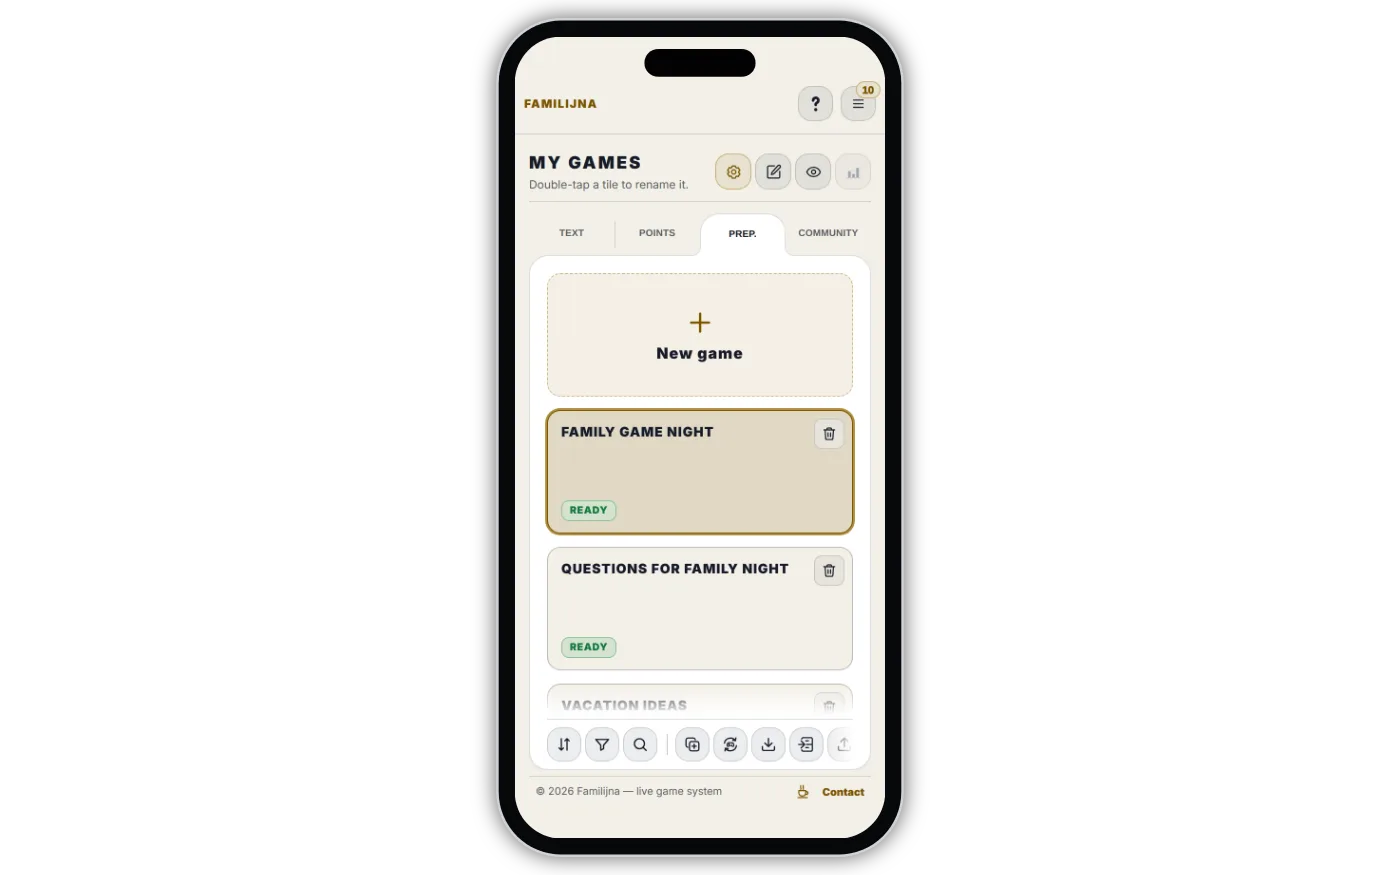 FAMILIJNA
?
10
MY GAMES
Double-tap a tile to rename it.
TEXT
POINTS
PREP.
COMMUNITY
New game
FAMILY GAME NIGHT
READY
QUESTIONS FOR FAMILY NIGHT
READY
VACATION IDEAS
© 2026 Familijna — live game system
Contact